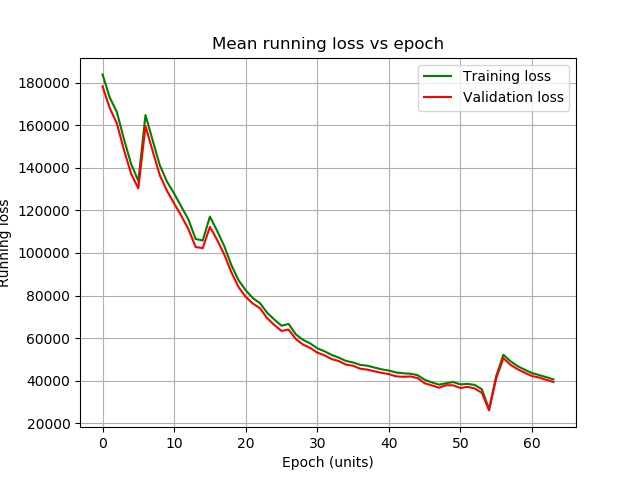 Mean running loss vs epoch
Training loss
Validation loss
Running loss
180000
160000
140000
120000
100000
80000
60000
40000
20000
0 10 20 30 40 50 60
Epoch (units)